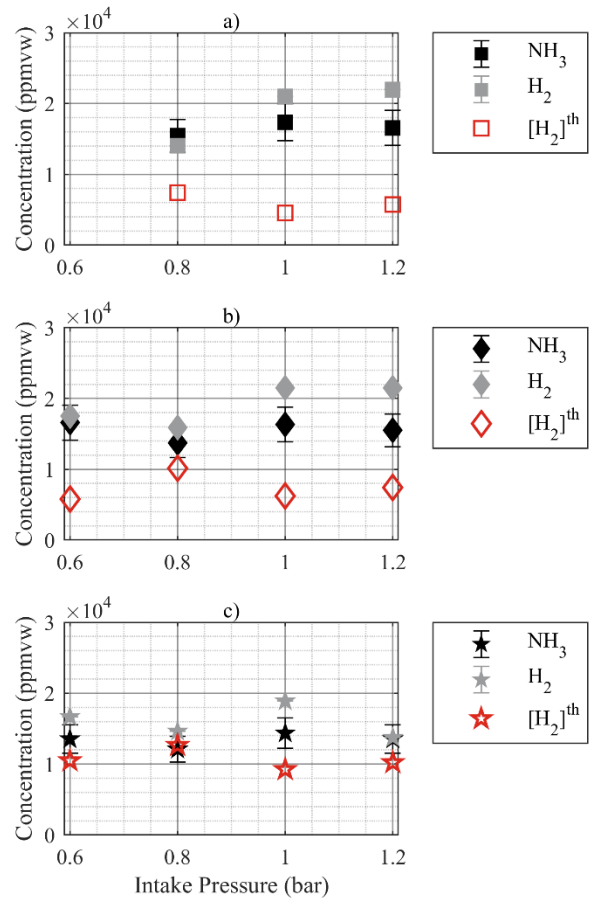 ×10⁴
a)
3
2
1
0
0.6 0.8 1 1.2
Concentration (ppmvw)
NH₃
H₂
[H₂]ᵗʰ
×10⁴
b)
3
2
1
0
0.6 0.8 1 1.2
Concentration (ppmvw)
NH₃
H₂
[H₂]ᵗʰ
×10⁴
c)
3
2
1
0
0.6 0.8 1 1.2
Concentration (ppmvw)
Intake Pressure (bar)
NH₃
H₂
[H₂]ᵗʰ